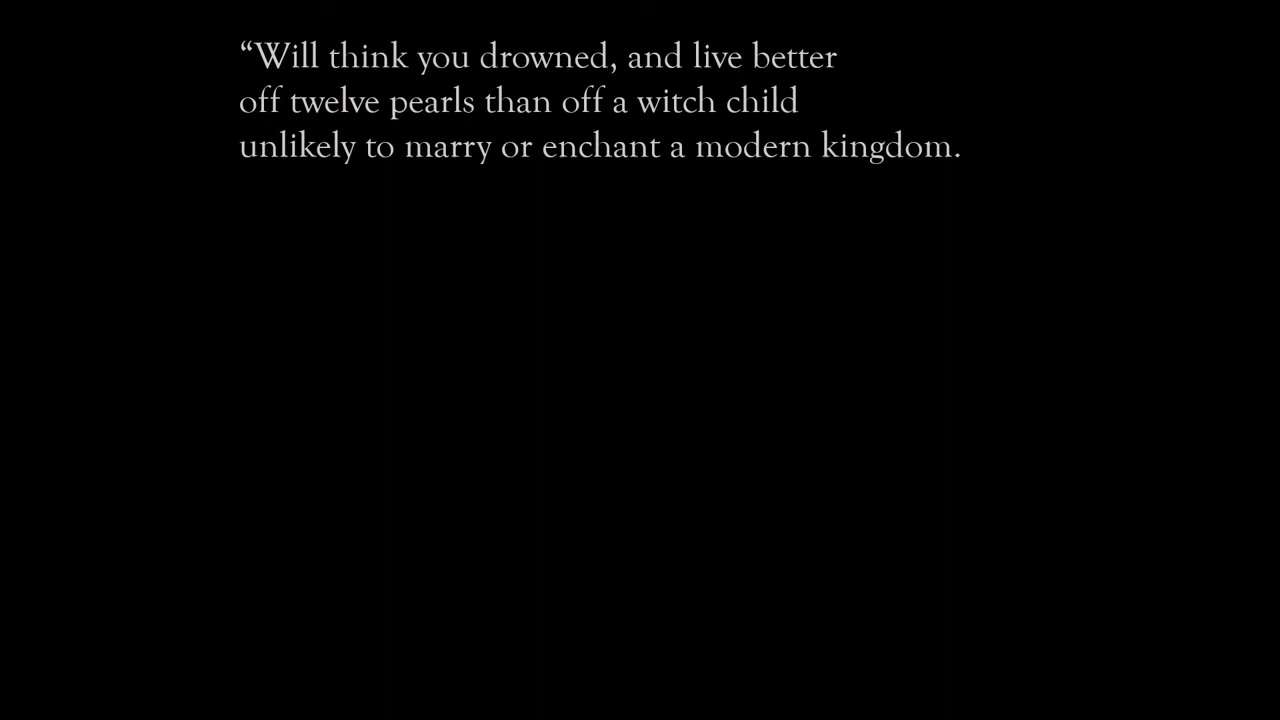 “Will think you drowned, and live better
off twelve pearls than off a witch child
unlikely to marry or enchant a modern kingdom.